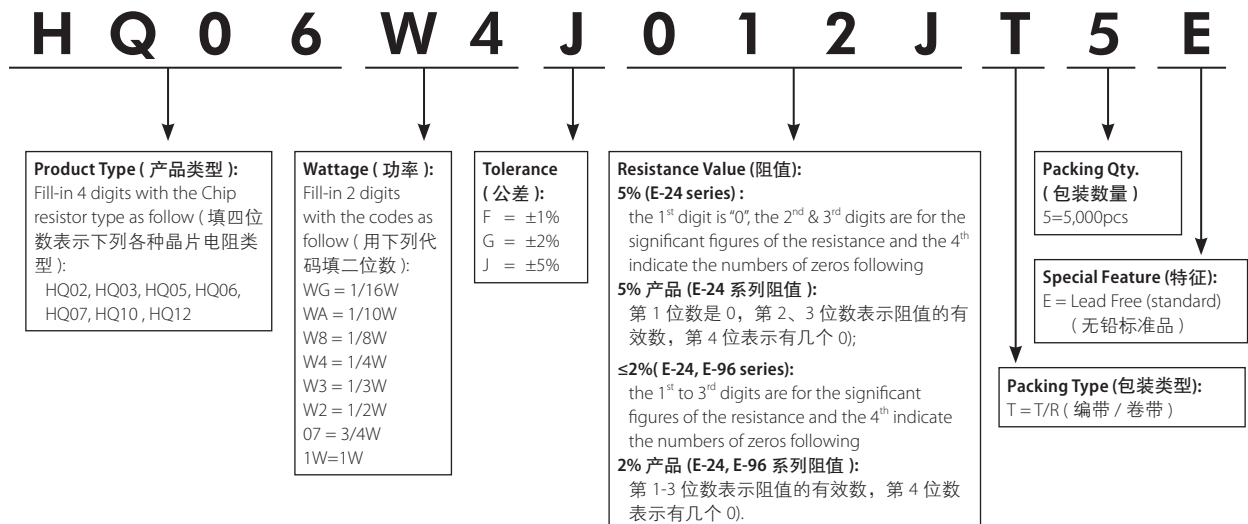 HQ06W4J012JT5E
Product Type ( 产品类型 ):
Fill-in 4 digits with the Chip
resistor type as follow ( 填四位
数表示下列各种晶片电阻类
型 ):
HQ02, HQ03, HQ05, HQ06,
HQ07, HQ10 , HQ12
Wattage ( 功率 ):
Fill-in 2 digits
with the codes as
follow ( 用下列代
码填二位数 ):
WG = 1/16W
WA = 1/10W
W8 = 1/8W
W4 = 1/4W
W3 = 1/3W
W2 = 1/2W
07 = 3/4W
1W=1W
Tolerance
( 公差 ):
F = ±1%
G = ±2%
J = ±5%
Resistance Value (阻值):
5% (E-24 series) :
the 1st digit is "0", the 2nd & 3rd digits are for the
significant figures of the resistance and the 4th
indicate the numbers of zeros following
5% 产品 (E-24 系列阻值 ):
第 1 位数是 0，第 2、3 位数表示阻值的有
效数，第 4 位表示有几个 0);
≤2%( E-24, E-96 series):
the 1st to 3rd digits are for the significant
figures of the resistance and the 4th indicate
the numbers of zeros following
2% 产品 (E-24, E-96 系列阻值 ):
第 1-3 位数表示阻值的有效数，第 4 位数
表示有几个 0).
Packing Qty.
( 包装数量 )
5=5,000pcs
Special Feature (特征):
E = Lead Free (standard)
( 无铅标准品 )
Packing Type (包装类型):
T = T/R ( 编带 / 卷带 )